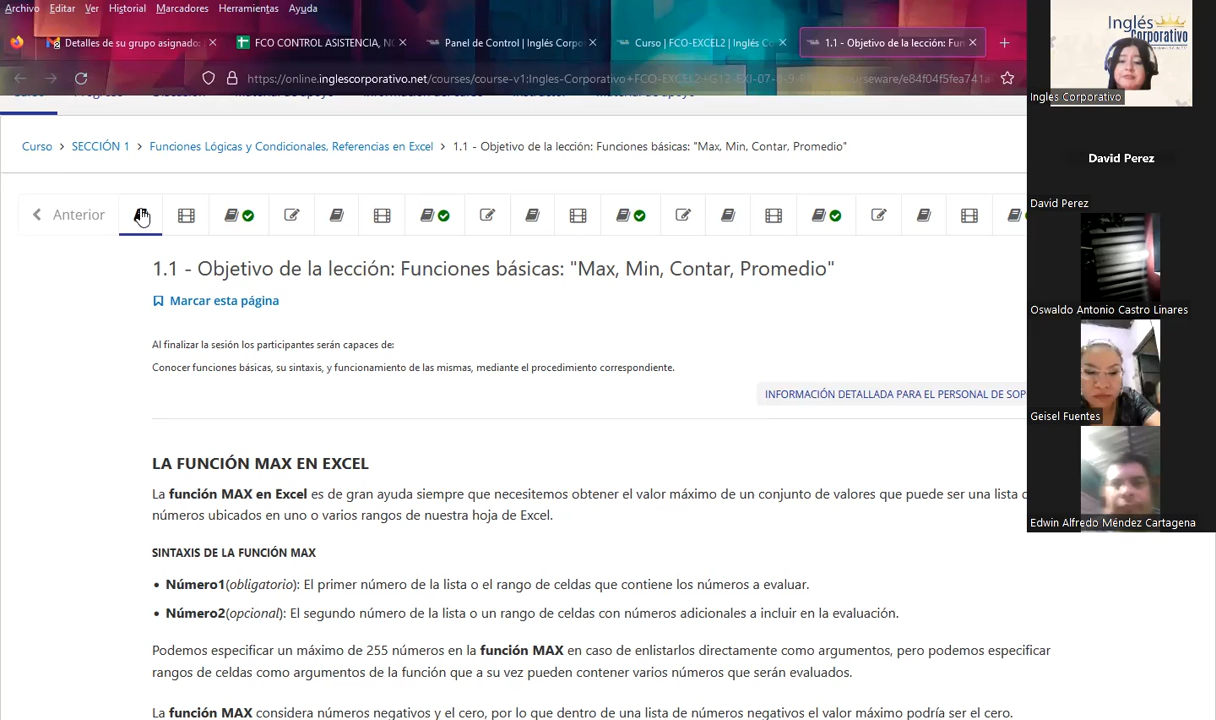 Archivo Editar Ver Historial Marcadores Herramientas Ayuda
Detalles de su grupo asignado:
FCO CONTROL ASISTENCIA, NO
Panel de Control | Inglés Corpo
Curso | FCO-EXCEL2 | Inglés C
1.1 - Objetivo de la lección: Fun
Curso
SECCIÓN 1
Funciones Lógicas y Condicionales, Referencias en Excel
1.1 - Objetivo de la lección: Funciones básicas: "Max, Min, Contar, Promedio"
Anterior
1.1 - Objetivo de la lección: Funciones básicas: "Max, Min, Contar, Promedio"
Marcar esta página
Al finalizar la sesión los participantes serán capaces de:
Conocer funciones básicas, su sintaxis, y funcionamiento de las mismas, mediante el procedimiento correspondiente.
INFORMACIÓN DETALLADA PARA EL PERSONAL DE SOP
LA FUNCIÓN MAX EN EXCEL
La función MAX en Excel es de gran ayuda siempre que necesitemos obtener el valor máximo de un conjunto de valores que puede ser una lista
números ubicados en uno o varios rangos de nuestra hoja de Excel.
SINTAXIS DE LA FUNCIÓN MAX
• Número1(obligatorio): El primer número de la lista o el rango de celdas que contiene los números a evaluar.
• Número2(opcional): El segundo número de la lista o un rango de celdas con números adicionales a incluir en la evaluación.
Podemos especificar un máximo de 255 números en la función MAX en caso de enlistarlos directamente como argumentos, pero podemos especificar
rangos de celdas como argumentos de la función que a su vez pueden contener varios números que serán evaluados.
La función MAX considera números negativos y el cero, por lo que dentro de una lista de números negativos el valor máximo podría ser el cero.
Inglés
Corporativo
Ingles Corporativo
David Perez
David Perez
Oswaldo Antonio Castro Linares
Geisel Fuentes
Edwin Alfredo Méndez Cartagena